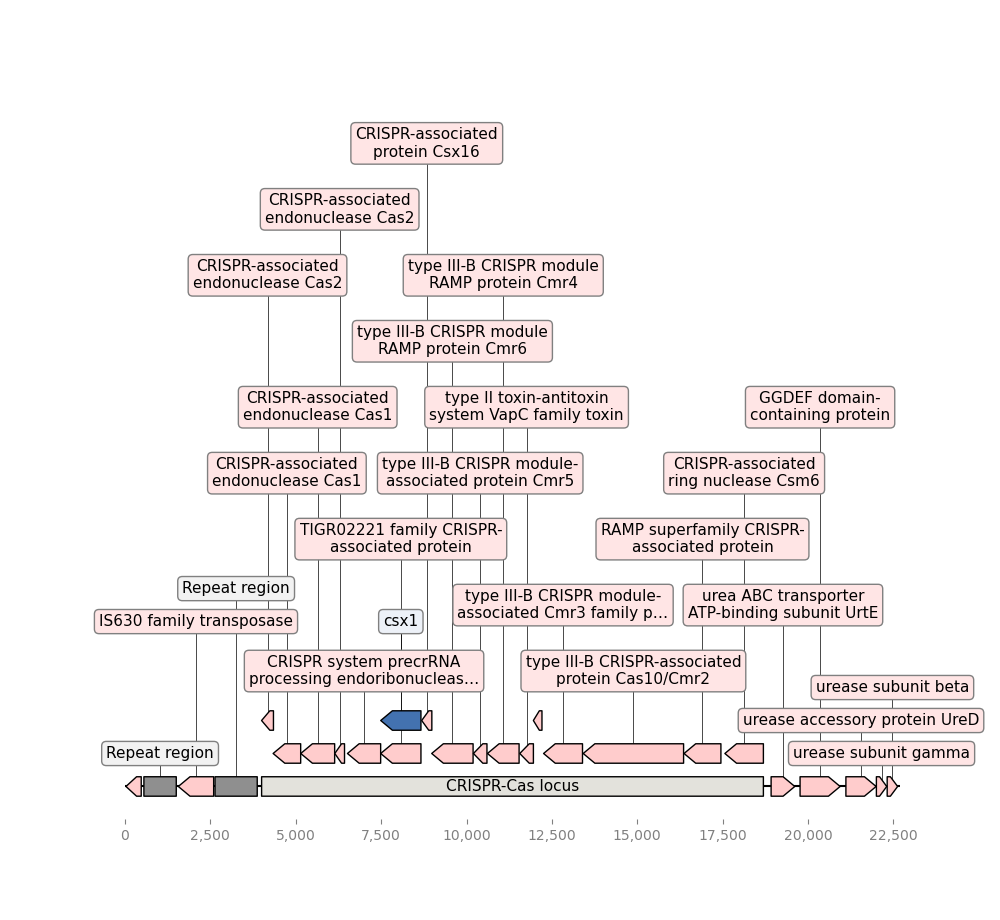 CRISPR-associated
protein Csx16
CRISPR-associated
endonuclease Cas2
CRISPR-associated
endonuclease Cas2
type III-B CRISPR module
RAMP protein Cmr4
type III-B CRISPR module
RAMP protein Cmr6
CRISPR-associated
endonuclease Cas1
type II toxin-antitoxin
system VapC family toxin
GGDEF domain-
containing protein
CRISPR-associated
endonuclease Cas1
type III-B CRISPR module-
associated protein Cmr5
CRISPR-associated
ring nuclease Csm6
TIGR02221 family CRISPR-
associated protein
RAMP superfamily CRISPR-
associated protein
Repeat region
type III-B CRISPR module-
associated Cmr3 family p…
urea ABC transporter
ATP-binding subunit UrtE
IS630 family transposase
csx1
CRISPR system precrRNA
processing endoribonucleas…
type III-B CRISPR-associated
protein Cas10/Cmr2
urease subunit beta
urease accessory protein UreD
Repeat region
urease subunit gamma
CRISPR-Cas locus
0 2,500 5,000 7,500 10,000 12,500 15,000 17,500 20,000 22,500